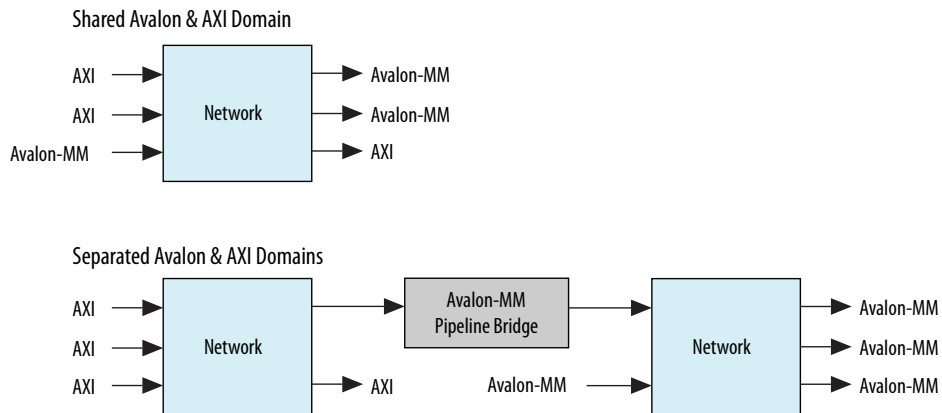 Shared Avalon & AXI Domain
AXI
Avalon-MM
AXI
Network
Avalon-MM
Avalon-MM
AXI
Separated Avalon & AXI Domains
AXI
Avalon-MM
Pipeline Bridge
Avalon-MM
AXI
Network
Network
Avalon-MM
AXI
AXI
Avalon-MM
Avalon-MM